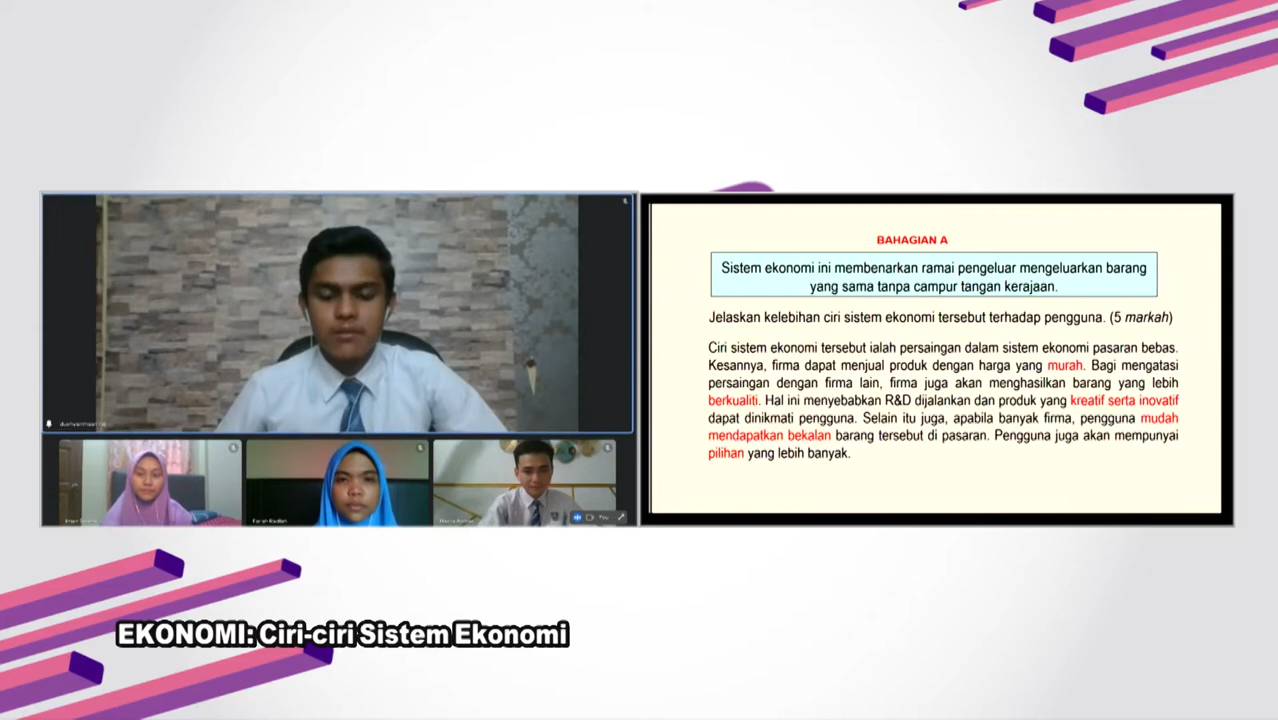 BAHAGIAN A
Sistem ekonomi ini membenarkan ramai pengeluar mengeluarkan barang
yang sama tanpa campur tangan kerajaan.
Jelaskan kelebihan ciri sistem ekonomi tersebut terhadap pengguna. (5 markah)
Ciri sistem ekonomi tersebut ialah persaingan dalam sistem ekonomi pasaran bebas.
Kesannya, firma dapat menjual produk dengan harga yang murah. Bagi mengatasi
persaingan dengan firma lain, firma juga akan menghasilkan barang yang lebih
berkualiti. Hal ini menyebabkan R&D dijalankan dan produk yang kreatif serta inovatif
dapat dinikmati pengguna. Selain itu juga, apabila banyak firma, pengguna mudah
mendapatkan bekalan barang tersebut di pasaran. Pengguna juga akan mempunyai
pilihan yang lebih banyak.
You
EKONOMI: Ciri-ciri Sistem Ekonomi